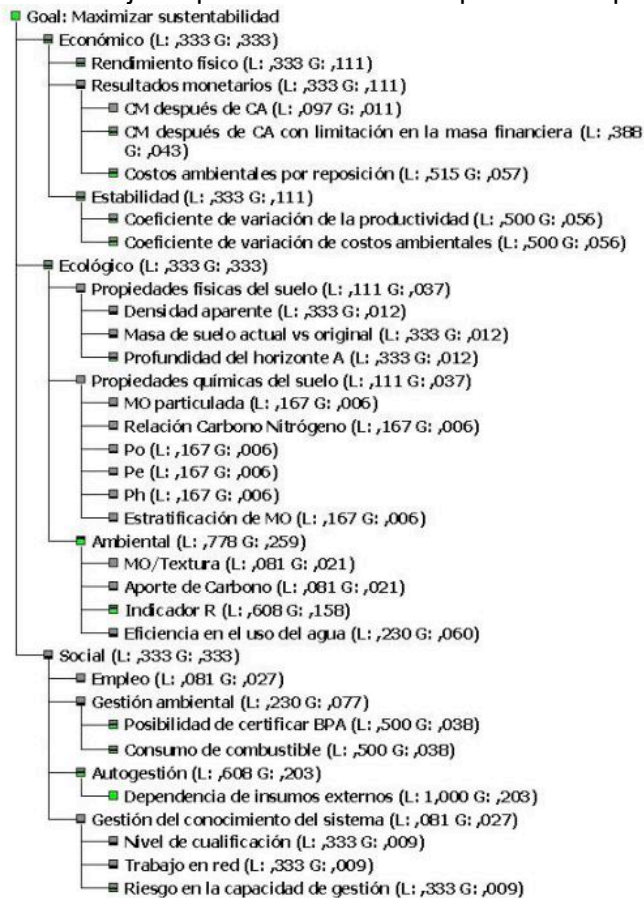 Goal: Maximizar sustentabilidad
Económico (L: ,333 G: ,333)
Rendimiento físico (L: ,333 G: ,111)
Resultados monetarios (L: ,333 G: ,111)
CM después de CA (L: ,097 G: ,011)
CM después de CA con limitación en la masa financiera (L: ,388
G: ,043)
Costos ambientales por reposición (L: ,515 G: ,057)
Estabilidad (L: ,333 G: ,111)
Coeficiente de variación de la productividad (L: ,500 G: ,056)
Coeficiente de variación de costos ambientales (L: ,500 G: ,056)
Ecológico (L: ,333 G: ,333)
Propiedades físicas del suelo (L: ,111 G: ,037)
Densidad aparente (L: ,333 G: ,012)
Masa de suelo actual vs original (L: ,333 G: ,012)
Profundidad del horizonte A (L: ,333 G: ,012)
Propiedades químicas del suelo (L: ,111 G: ,037)
MO particulada (L: ,167 G: ,006)
Relación Carbono Nitrógeno (L: ,167 G: ,006)
Po (L: ,167 G: ,006)
Pe (L: ,167 G: ,006)
Ph (L: ,167 G: ,006)
Estratificación de MO (L: ,167 G: ,006)
Ambiental (L: ,778 G: ,259)
MO/Textura (L: ,081 G: ,021)
Aporte de Carbono (L: ,081 G: ,021)
Indicador R (L: ,608 G: ,158)
Eficiencia en el uso del agua (L: ,230 G: ,060)
Social (L: ,333 G: ,333)
Empleo (L: ,081 G: ,027)
Gestión ambiental (L: ,230 G: ,077)
Posibilidad de certificar BPA (L: ,500 G: ,038)
Consumo de combustible (L: ,500 G: ,038)
Autogestión (L: ,608 G: ,203)
Dependencia de insumos externos (L: 1,000 G: ,203)
Gestión del conocimiento del sistema (L: ,081 G: ,027)
Nivel de cualificación (L: ,333 G: ,009)
Trabajo en red (L: ,333 G: ,009)
Riesgo en la capacidad de gestión (L: ,333 G: ,009)